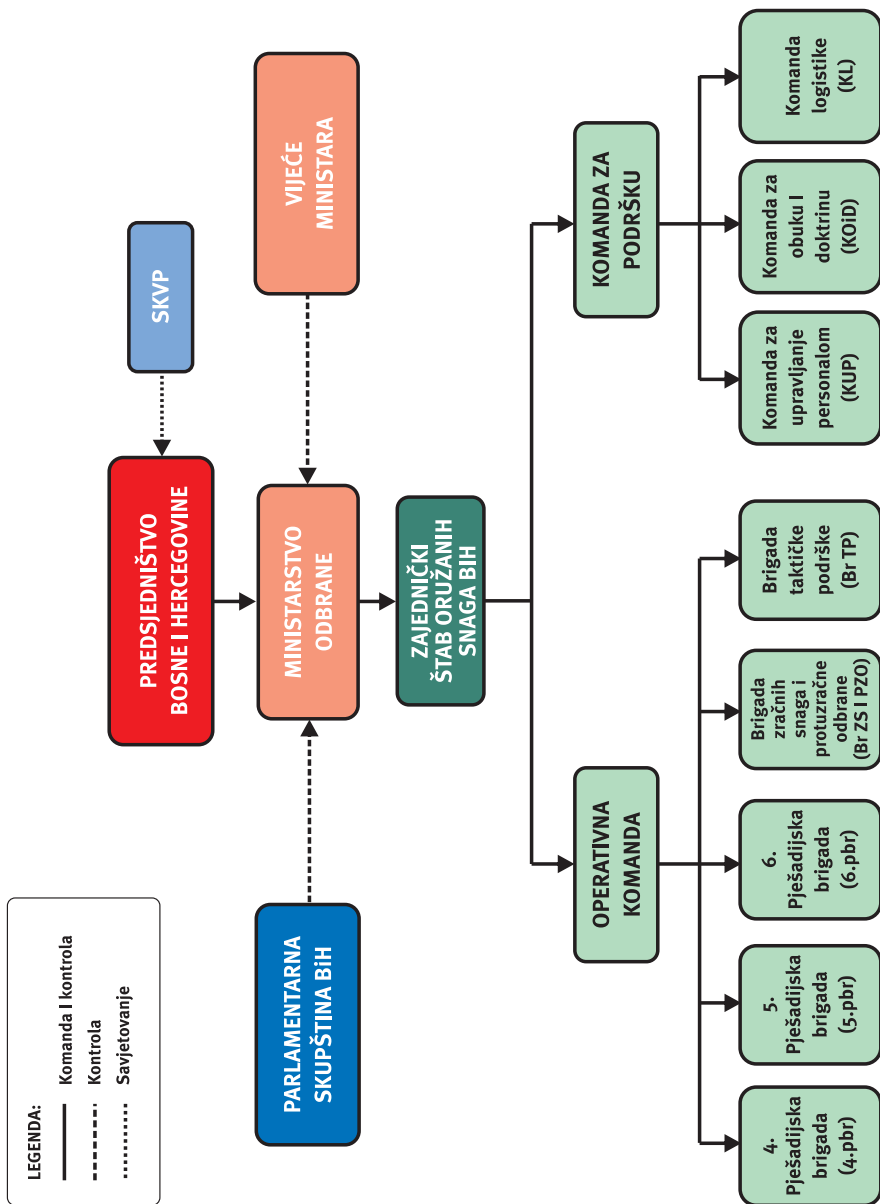 LEGENDA:
Komanda I kontrola
Kontrola
Savjetovanje
SKVP
PREDSJEDNIŠTVO
BOSNE I HERCEGOVINE
PARLAMENTARNA
SKUPŠTINA BiH
MINISTARSTVO
ODBRANE
VIJEĆE
MINISTARA
ZAJEDNIČKI
ŠTAB ORUŽANIH
SNAGA BIH
OPERATIVNA
KOMANDA
KOMANDA ZA
PODRŠKU
4.
Pješadijska
brigada
(4.pbr)
5.
Pješadijska
brigada
(5.pbr)
6.
Pješadijska
brigada
(6.pbr)
Brigada
zračnih
snaga i
protuzračne
odbrane
(Br ZS I PZO)
Brigada
taktičke
podrške
(Br TP)
Komanda za
upravljanje
personalom
(KUP)
Komanda za
obuku I
doktrinu
(KOiD)
Komanda
logistike
(KL)